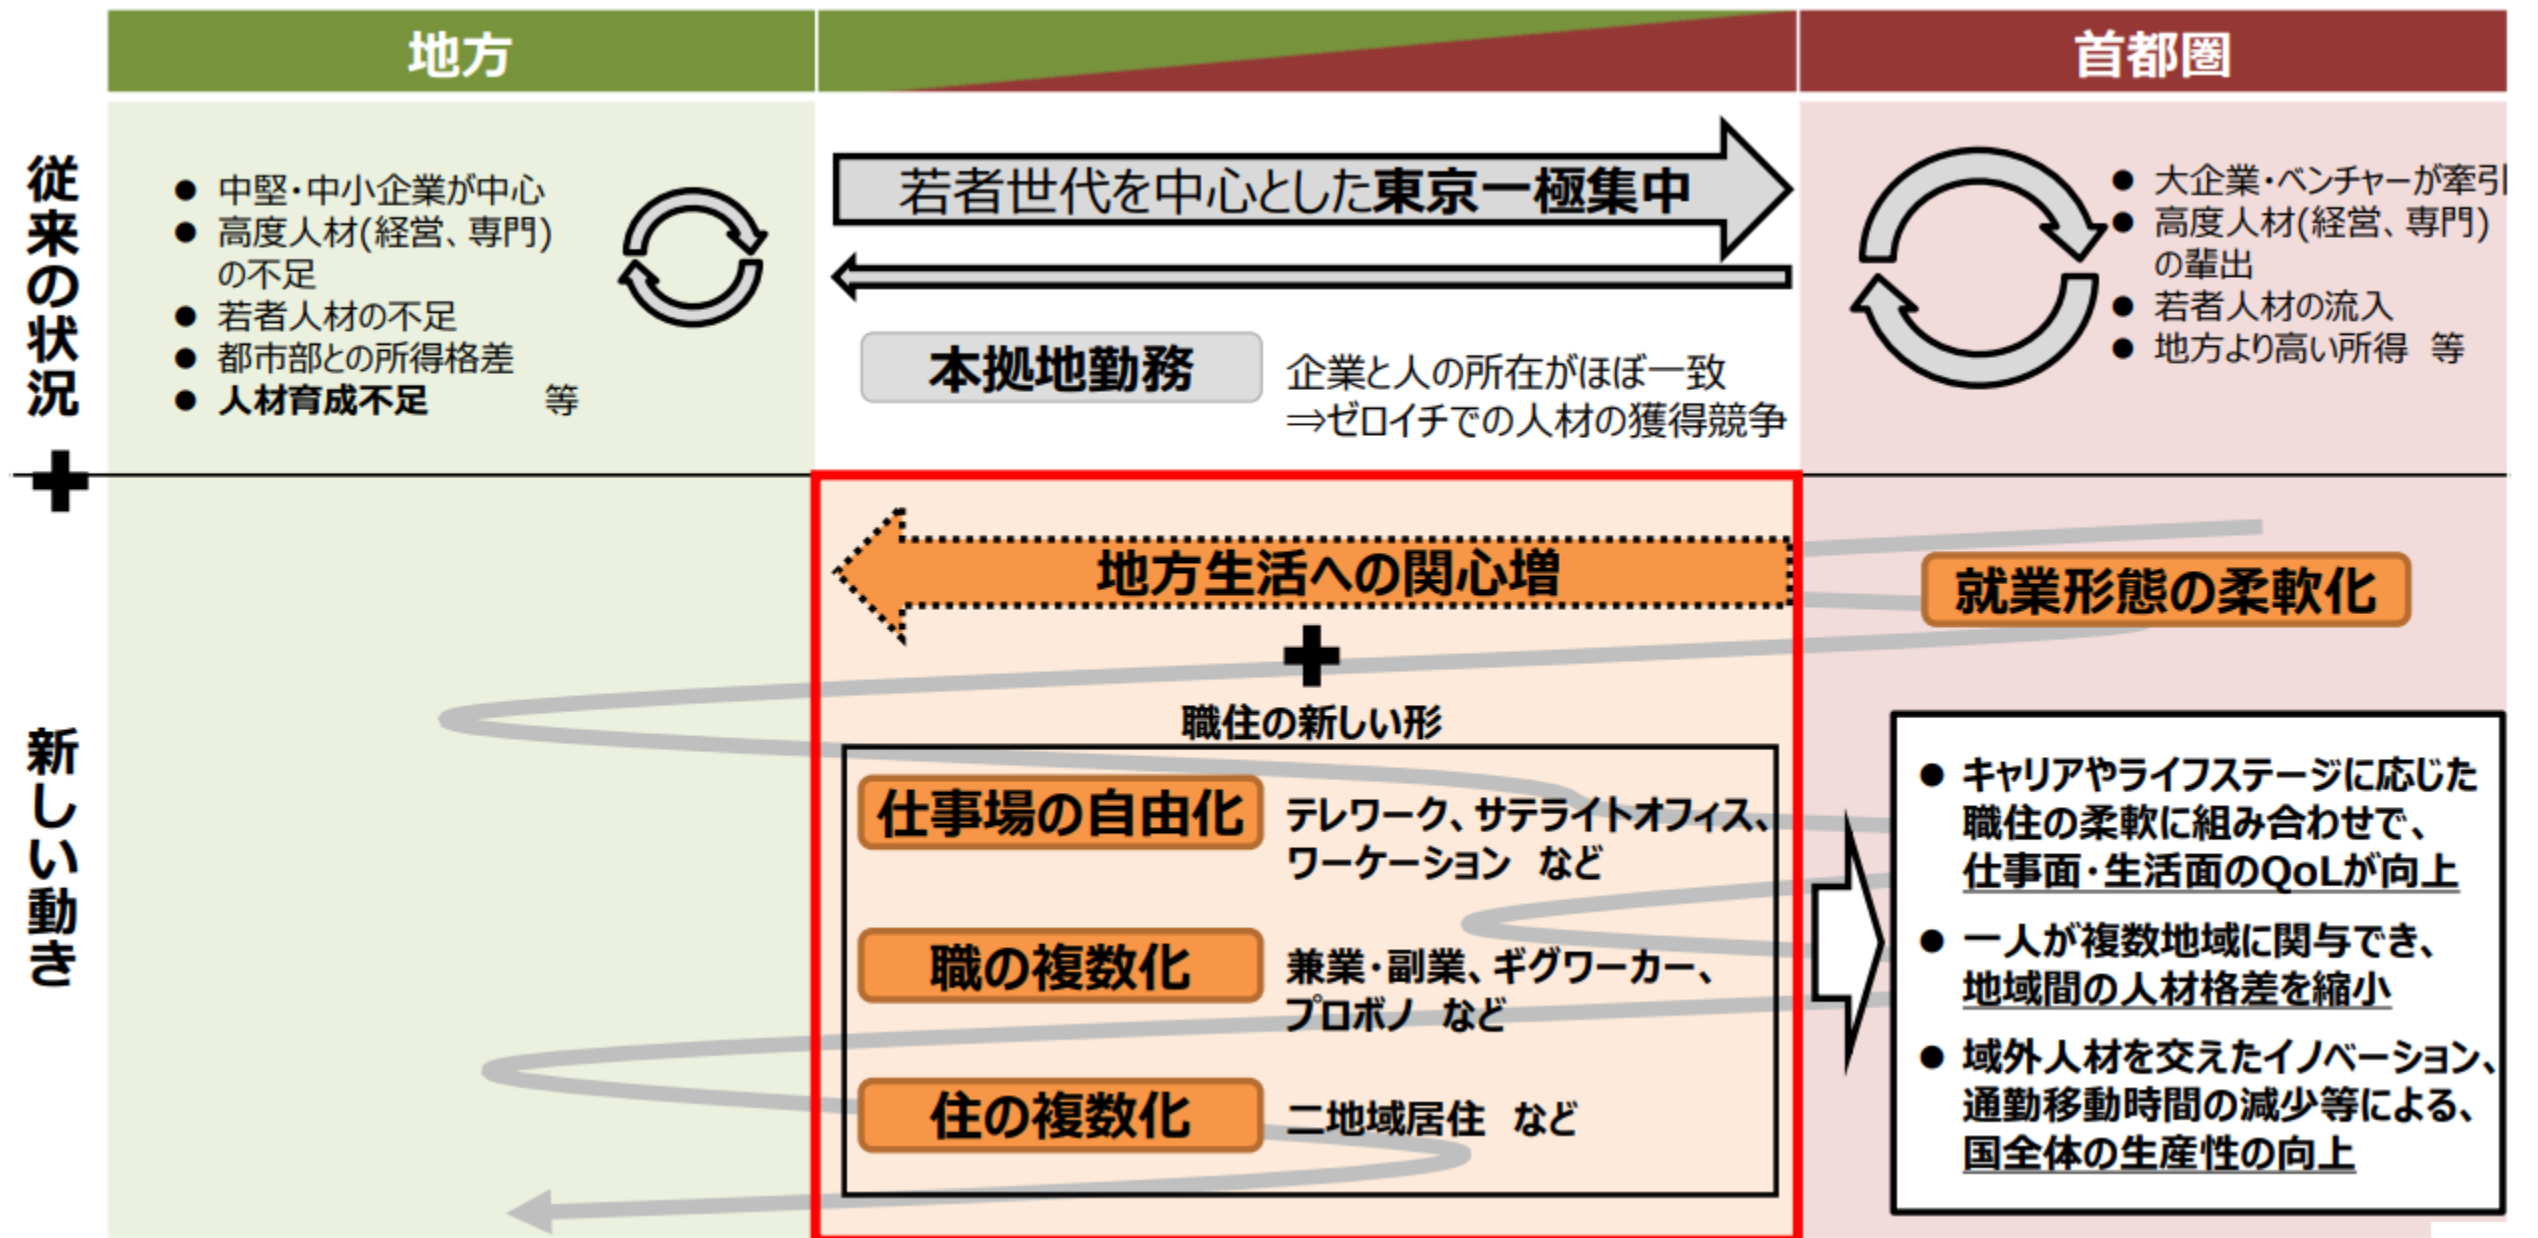 地方
首都圏
従来の状況
● 中堅・中小企業が中心
● 高度人材(経営、専門)
の不足
● 若者人材の不足
● 都市部との所得格差
● 人材育成不足 等
若者世代を中心とした東京一極集中
本拠地勤務
企業と人の所在がほぼ一致
⇒ゼロイチでの人材の獲得競争
● 大企業・ベンチャーが牽引
● 高度人材(経営、専門)
の輩出
● 若者人材の流入
● 地方より高い所得 等
新しい動き
地方生活への関心増
就業形態の柔軟化
職住の新しい形
仕事場の自由化
テレワーク、サテライトオフィス、
ワーケーション など
職の複数化
兼業・副業、ギグワーカー、
プロボノ など
住の複数化
二地域居住 など
● キャリアやライフステージに応じた
職住の柔軟に組み合わせで、
仕事面・生活面のQoLが向上
● 一人が複数地域に関与でき、
地域間の人材格差を縮小
● 域外人材を交えたイノベーション、
通勤移動時間の減少等による、
国全体の生産性の向上